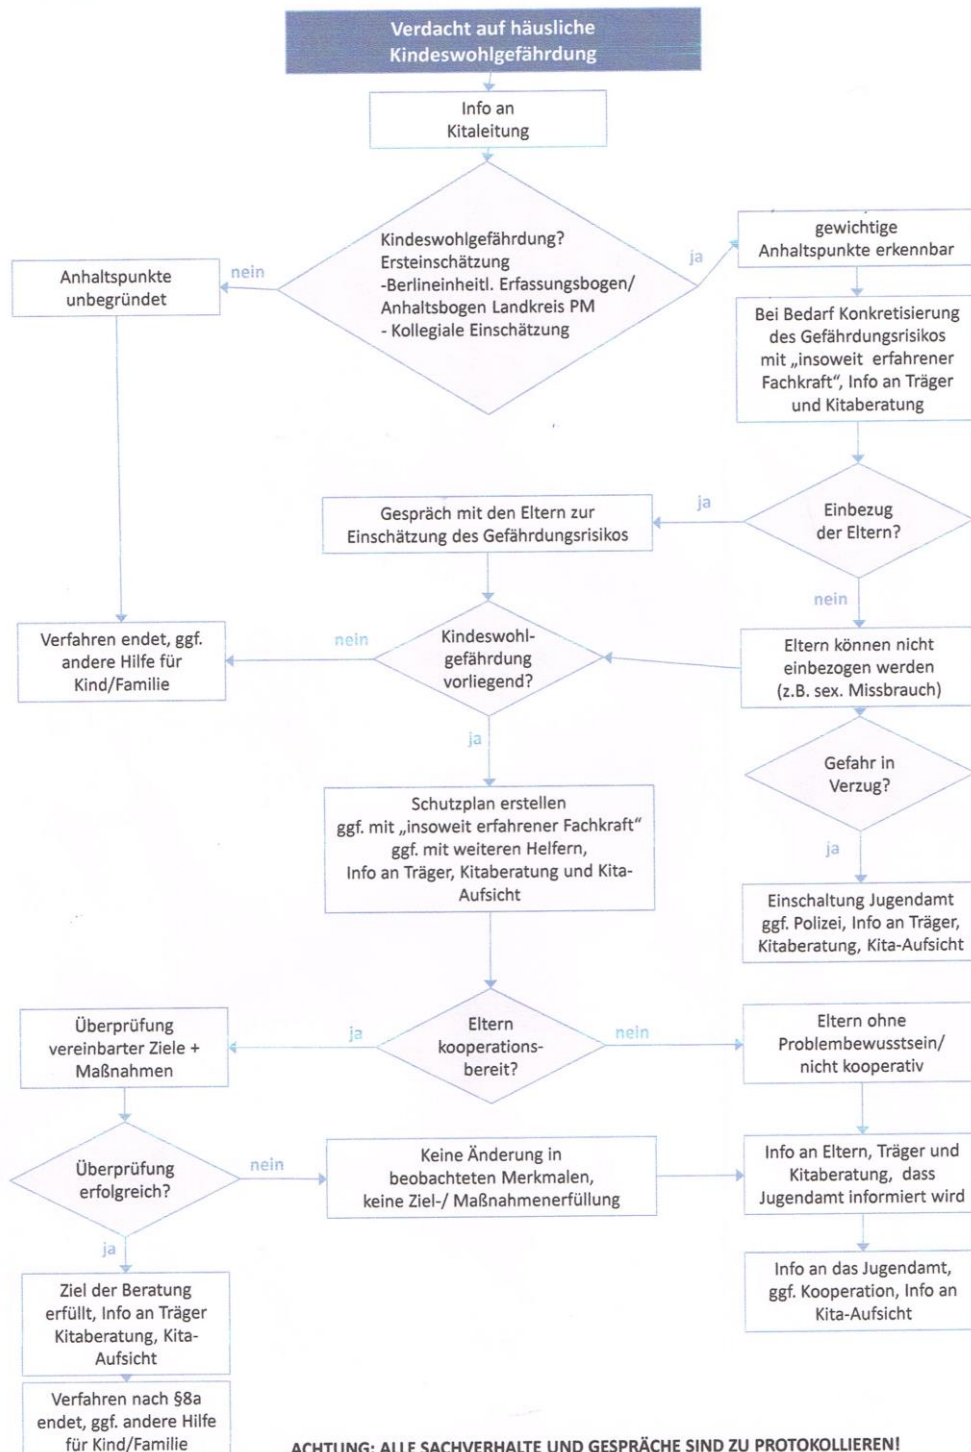 Verdacht auf häusliche
Kindeswohlgefährdung
Info an
Kitaleitung
Kindeswohlgefährdung?
Ersteinschätzung
-Berlineinheitl. Erfassungsbogen/
Anhaltsbogen Landkreis PM
- Kollegiale Einschätzung
nein
Anhaltspunkte
unbegründet
ja
gewichtige
Anhaltspunkte erkennbar
Bei Bedarf Konkretisierung
des Gefährdungsrisikos
mit „insoweit erfahrener
Fachkraft“, Info an Träger
und Kitaberatung
Einbezug
der Eltern?
ja
Gespräch mit den Eltern zur
Einschätzung des Gefährdungsrisikos
nein
Eltern können nicht
einbezogen werden
(z.B. sex. Missbrauch)
Kindeswohl-
gefährdung
vorliegend?
nein
Verfahren endet, ggf.
andere Hilfe für
Kind/Familie
Gefahr in
Verzug?
ja
Einschaltung Jugendamt
ggf. Polizei, Info an Träger,
Kitaberatung, Kita-Aufsicht
ja
Schutzplan erstellen
ggf. mit „insoweit erfahrener Fachkraft“
ggf. mit weiteren Helfern,
Info an Träger, Kitaberatung und Kita-
Aufsicht
Eltern
kooperations-
bereit?
ja
Überprüfung
vereinbarter Ziele +
Maßnahmen
nein
Eltern ohne
Problembewusstsein/
nicht kooperativ
Überprüfung
erfolgreich?
nein
Keine Änderung in
beobachteten Merkmalen,
keine Ziel-/ Maßnahmenerfüllung
Info an Eltern, Träger und
Kitaberatung, dass
Jugendamt informiert wird
Info an das Jugendamt,
ggf. Kooperation, Info an
Kita-Aufsicht
ja
Ziel der Beratung
erfüllt, Info an Träger
Kitaberatung, Kita-
Aufsicht
Verfahren nach §8a
endet, ggf. andere Hilfe
für Kind/Familie
ACHTUNG: ALLE SACHVERHALTE UND GESPRÄCHE SIND ZU PROTOKOLLIEREN!